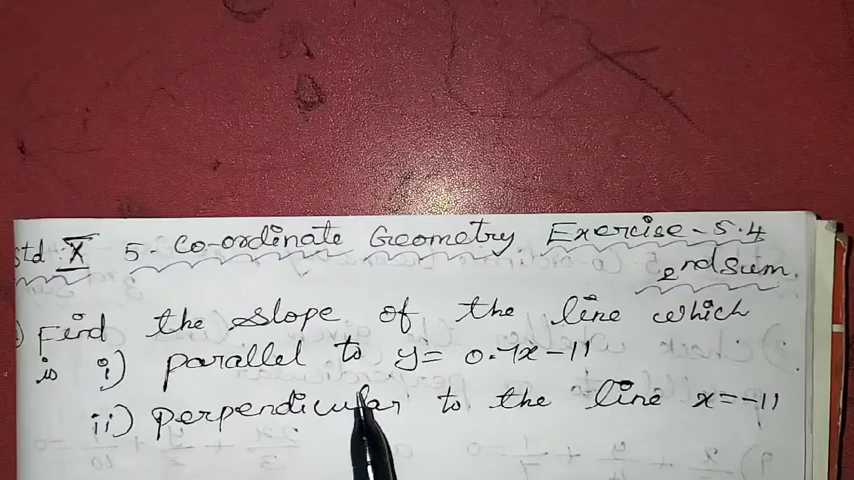 Std X 5. Co-ordinate Geometry Exercise-5.4
2nd sum.
Find the slope of the line which
is i) parallel to y = 0.7x-11
ii) perpendicular to the line x=-11